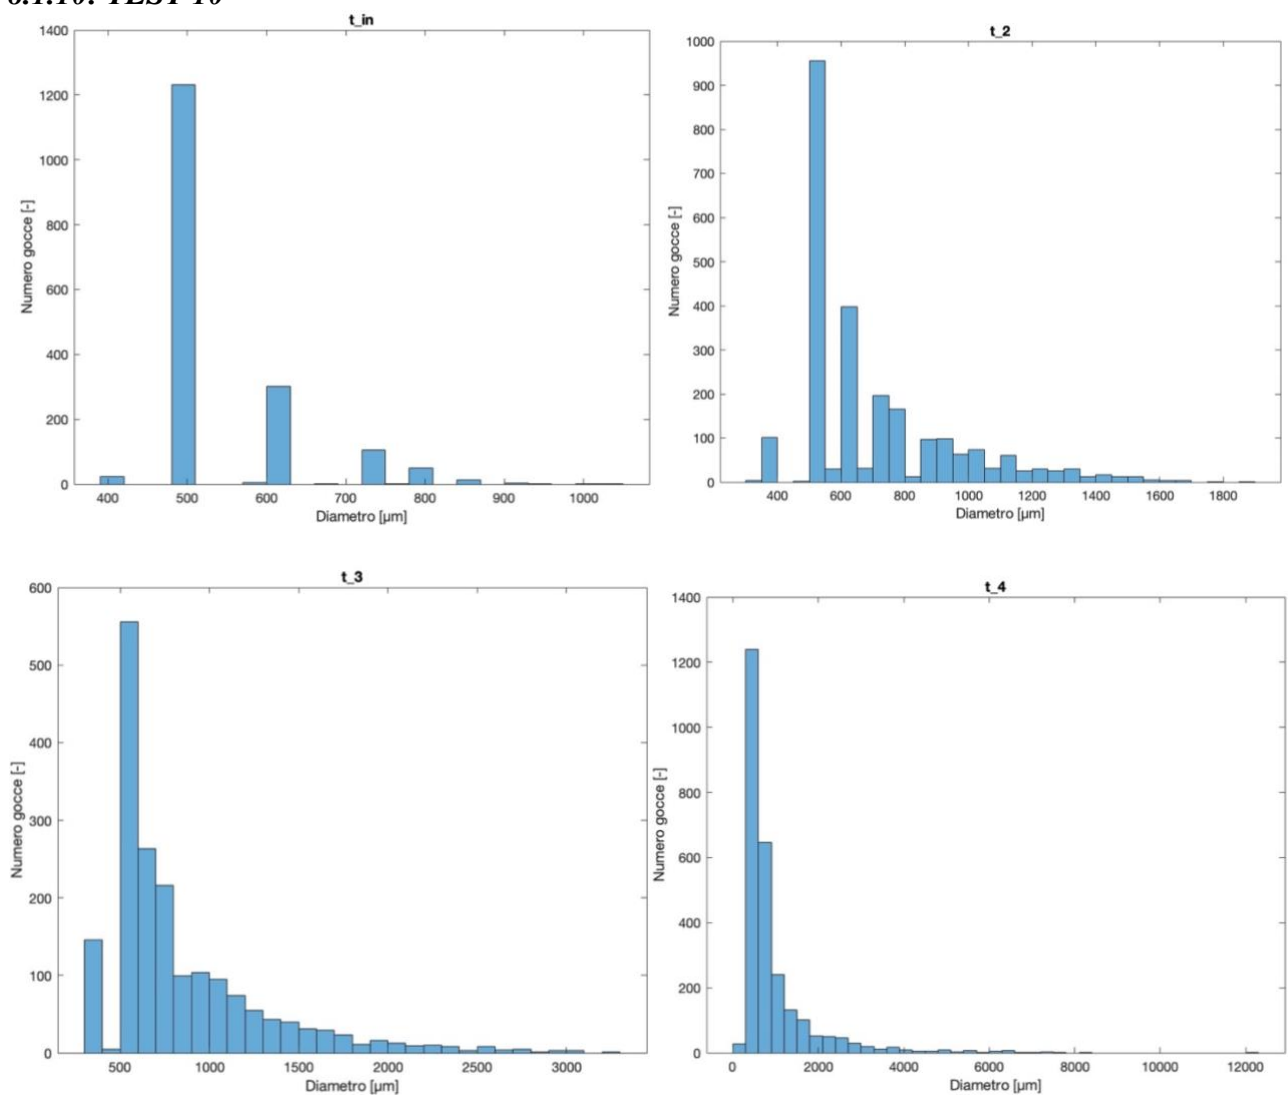 6.1.10: TEST 10
t_in
1400
1200
1000
800
600
400
200
0
Numero gocce [-]
400 500 600 700 800 900 1000
Diametro [µm]
t_2
1000
900
800
700
600
500
400
300
200
100
0
Numero gocce [-]
400 600 800 1000 1200 1400 1600 1800
Diametro [µm]
t_3
600
500
400
300
200
100
0
Numero gocce [-]
500 1000 1500 2000 2500 3000
Diametro [µm]
t_4
1400
1200
1000
800
600
400
200
0
Numero gocce [-]
0 2000 4000 6000 8000 10000 12000
Diametro [µm]